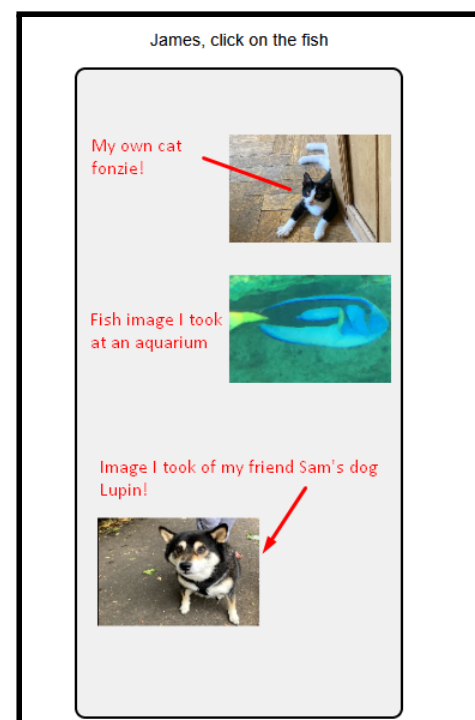 James, click on the fish
My own cat
fonzie!
Fish image I took
at an aquarium
Image I took of my friend Sam's dog
Lupin!